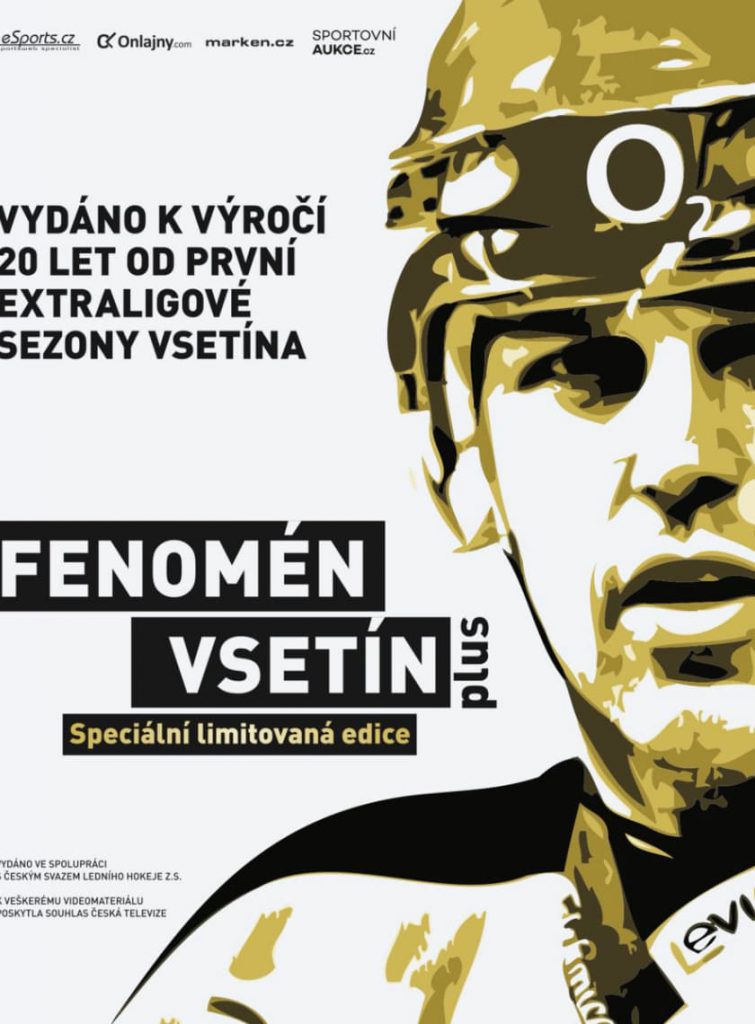 eSports.cz
Onlajny.com
marken.cz
SPORTOVNÍ
AUKCE.cz
O2
VYDÁNO K VÝROČÍ
20 LET OD PRVNÍ
EXTRALIGOVÉ
SEZONY VSETÍNA
FENOMÉN
VSETÍN
plus
Speciální limitovaná edice
VYDÁNO VE SPOLUPRÁCI
S ČESKÝM SVAZEM LEDNÍHO HOKEJE Z.S.
K VEŠKERÉMU VIDEOMATERIÁLU
POSKYTLA SOUHLAS ČESKÁ TELEVIZE